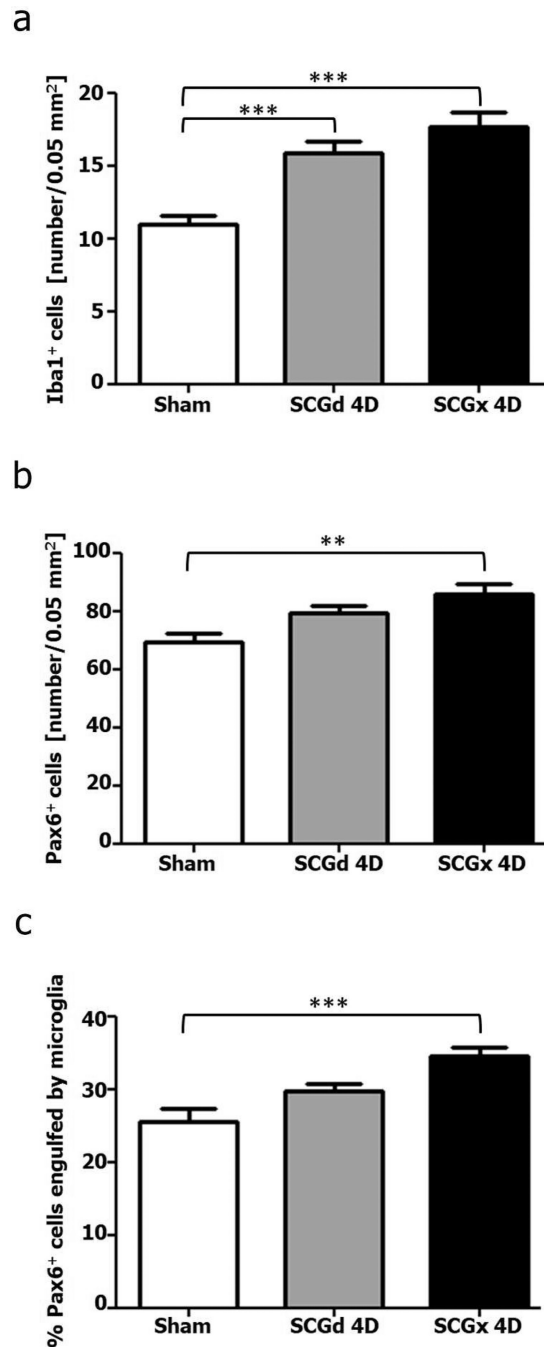 a
Iba1⁺ cells [number/0.05 mm²]
20
15
10
5
0
***
***
Sham SCGd 4D SCGx 4D
b
Pax6⁺ cells [number/0.05 mm²]
100
80
60
40
20
0
**
Sham SCGd 4D SCGx 4D
c
% Pax6⁺ cells engulfed by microglia
40
30
20
10
0
***
Sham SCGd 4D SCGx 4D